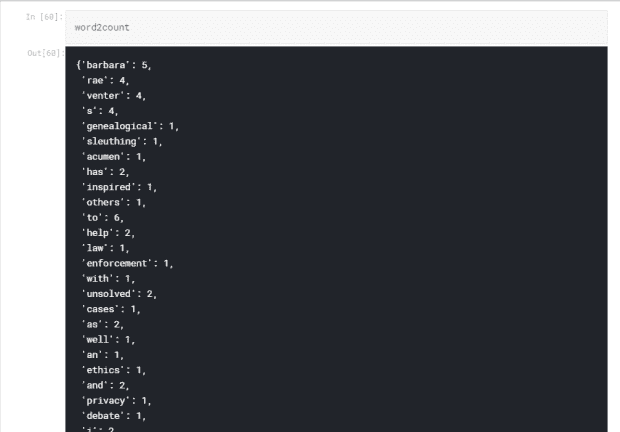 In [60]:
word2count
Out[60]:
{'barbara': 5,
'rae': 4,
'venter': 4,
's': 4,
'genealogical': 1,
'sleuthing': 1,
'acumen': 1,
'has': 2,
'inspired': 1,
'others': 1,
'to': 6,
'help': 2,
'law': 1,
'enforcement': 1,
'with': 1,
'unsolved': 2,
'cases': 1,
'as': 2,
'well': 1,
'an': 1,
'ethics': 1,
'and': 2,
'privacy': 1,
'debate': 1,
'i': 2